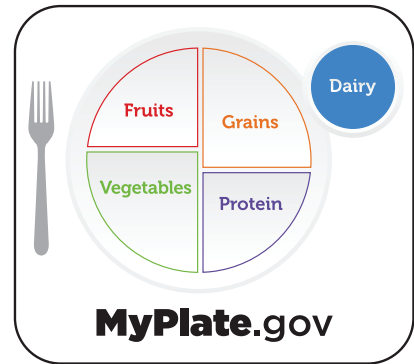 Dairy
Fruits
Grains
Vegetables
Protein
MyPlate.gov